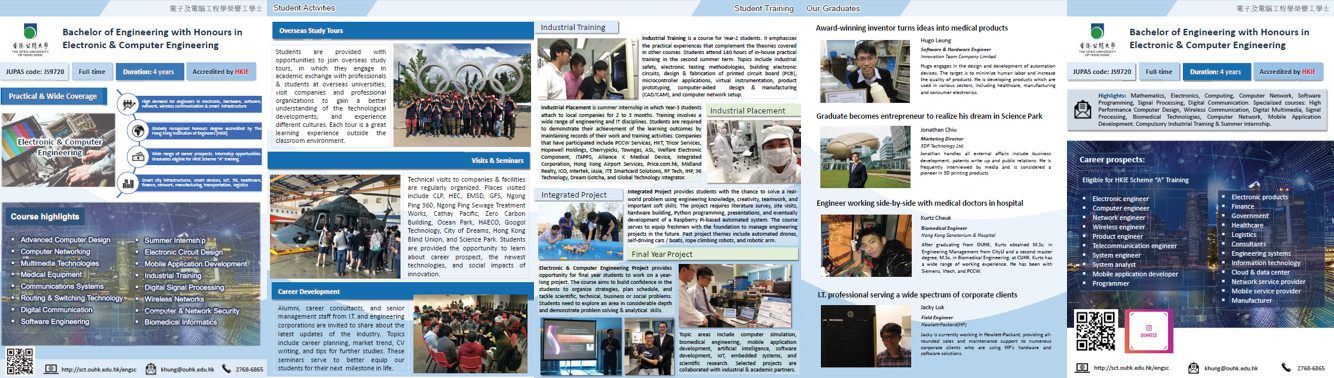 電子及電腦工程學榮譽工學士
Bachelor of Engineering with Honours in
Electronic & Computer Engineering
香港公開大學
THE OPEN UNIVERSITY
OF HONG KONG
JUPAS code: J59720
Full-time
Duration: 4 years
Accredited by HKIE
Practical & Wide Coverage
Electronic & Computer
Engineering
High demand for engineers in electronic, hardware, software,
network, wireless communication & smart infrastructure
Globally recognized honours degree accredited by The
Hong Kong Institution of Engineers (HKIE)
Wide range of career prospects. Internship opportunities
Graduates eligible for HKIE Scheme "A" training
Smart city infrastructures, smart devices, IoT, 5G, healthcare,
finance, network, manufacturing, transportation, logistics
Course highlights
Advanced Computer Design
Computer Networking
Multimedia Technologies
Medical Equipment
Communications Systems
Routing & Switching Technology
Digital Communication
Software Engineering
Summer Internship
Electronic Circuit Design
Mobile Application Development
Industrial Training
Digital Signal Processing
Wireless Networks
Computer & Network Security
Biomedical Informatics
http://sct.ouhk.edu.hk/engsc
khung@ouhk.edu.hk
2768-6865
Student Activities
Overseas Study Tours
Students are provided with
opportunities to join overseas study
tours, in which they engage in
academic exchange with professionals
& students at overseas universities;
visit companies and professional
organizations to gain a better
understanding of the technological
developments; and experience
different cultures. Each tour is a great
learning experience outside the
classroom environment.
Visits & Seminars
Technical visits to companies & facilities
are regularly organized. Places visited
include CLP, HEC, EMSD, GFS, Ngong
Ping 360, Ngong Ping Sewage Treatment
Works, Cathay Pacific, Zero Carbon
Building, Ocean Park, HAECO, Googol
Technology, City of Dreams, Hong Kong
Blind Union, and Science Park. Students
are provided the opportunity to learn
about career prospect, the newest
technologies, and social impacts of
innovation.
Career Development
Alumni, career consultants, and senior
management staff from I.T. and engineering
corporations are invited to share about the
latest updates of the industry. Topics
include career planning, market trend, CV
writing, and tips for further studies. These
seminars serve to better equip our
students for their next milestone in life.
Student Training
Industrial Training
Industrial Training is a course for Year-2 students. It emphasizes
the practical experiences that complement the theories covered
in other courses. Students attend 140 hours of in-house practical
training in the second summer term. Topics include industrial
safety, electronic testing methodologies, building electronic
circuits, design & fabrication of printed circuit board (PCB),
microcontroller applications, virtual instrumentation, product
prototyping, computer-aided design & manufacturing
(CAD/CAM), and computer network setup.
Industrial Placement is summer internship in which Year-3 students
attach to local companies for 2 to 3 months. Training involves a
wide range of engineering and IT disciplines. Students are required to
demonstrate their achievement of the learning outcomes by
maintaining records of their work and training activities. Companies
that have participated include PCCW Services, HKT, Tricor Services,
Hopewell Holdings, Cherrypicks, Towngas, ASL, Welfare Electronic
Component, ITAPPS, Alliance X Medical Device, Integrated
Corporation, Hong Kong Airport Services, Price.com.hk, Midland
Realty, ICO, Intertek, iAsia, ITE Smartcard Solutions, RF Tech, IHR, 56
Technology, Dream Gotcha, and Global Technology Integrator.
Industrial Placement
Integrated Project
Integrated Project provides students with the chance to solve a real-
world problem using engineering knowledge, creativity, teamwork, and
important soft skills. The project requires literature survey, site visits,
hardware building, Python programming, presentations, and eventually
development of a Raspberry Pi-based automated system. The course
serves to equip freshmen with the foundation to manage engineering
projects in the future. Past project themes include automated drones,
self-driving cars / boats, rope climbing robots, and robotic arm.
Final Year Project
Electronic & Computer Engineering Project provides
opportunity for final year students to work on a year-
long project. The course aims to build confidence in the
students to organize strategies, plan schedule, and
tackle scientific, technical, business or social problems.
Students need to explore an area in considerable depth
and demonstrate problem solving & analytical skills.
Topic areas include computer simulation,
biomedical engineering, mobile application
development, artificial intelligence, software
development, IoT, embedded systems, and
scientific research. Selected projects are
collaborated with industrial & academic partners.
Our Graduates
Award-winning inventor turns ideas into medical products
Hugo Leung
Software & Hardware Engineer
Innovation Team Company Limited
Hugo engages in the design and development of automation
devices. The target is to minimize human labor and increase
the quality of products. He is developing products which are
used in various sectors, including healthcare, manufacturing
and consumer electronics.
Graduate becomes entrepreneur to realize his dream in Science Park
Jonathan Chiu
Marketing Director
3DP Technology Ltd.
Jonathan handles all external affairs include business
development, patents write up and public relations. He is
frequently interviewed by media and is considered a
pioneer in 3D printing products.
Engineer working side-by-side with medical doctors in hospital
Kurtz Cheuk
Biomedical Engineer
Hong Kong Sanatorium & Hospital
After graduating from OUHK, Kurtz obtained M.Sc. in
Engineering Management from CityU and a second master
degree, M.Sc. in Biomedical Engineering, at CUHK. Kurtz has
a wide range of working experience. He has been with
Siemens, Vtech, and PCCW.
I.T. professional serving a wide spectrum of corporate clients
Jacky Luk
Field Engineer
Hewlett-Packard(HP)
Jacky is currently working in Hewlett-Packard, providing all-
rounded sales and maintenance support to numerous
corporate clients who are using HP's hardware and
software solutions.
電子及電腦工程學榮譽工學士
香港公開大學
THE OPEN UNIVERSITY
OF HONG KONG
Bachelor of Engineering with Honours in
Electronic & Computer Engineering
JUPAS code: J59720
Full-time
Duration: 4 years
Accredited by HKIE
Highlights: Mathematics, Electronics, Computing, Computer Network, Software
Programming, Signal Processing, Digital Communication. Specialized courses: High
Performance Computer Design, Wireless Communication, Digital Multimedia, Signal
Processing, Biomedical Technologies, Computer Network, Mobile Application
Development. Compulsory Industrial Training & Summer Internship.
Career prospects:
Eligible for HKIE Scheme "A" Training
Electronic engineer
Computer engineer
Network engineer
Wireless engineer
Product engineer
Telecommunication engineer
System engineer
System analyst
Mobile application developer
Programmer
Electronic products
Finance
Government
Healthcare
Logistics
Consultants
Engineering systems
Information technology
Cloud & data center
Network service provider
Mobile service provider
Manufacturer
OUHKECE
http://sct.ouhk.edu.hk/engsc
khung@ouhk.edu.hk
2768-6865